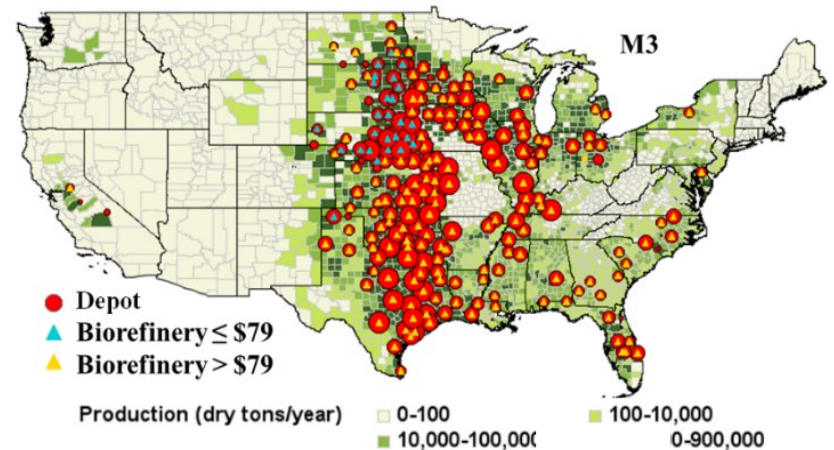 M3
Depot
Biorefinery ≤ $79
Biorefinery > $79
Production (dry tons/year)
0-100
100-10,000
10,000-100,000
0-900,000